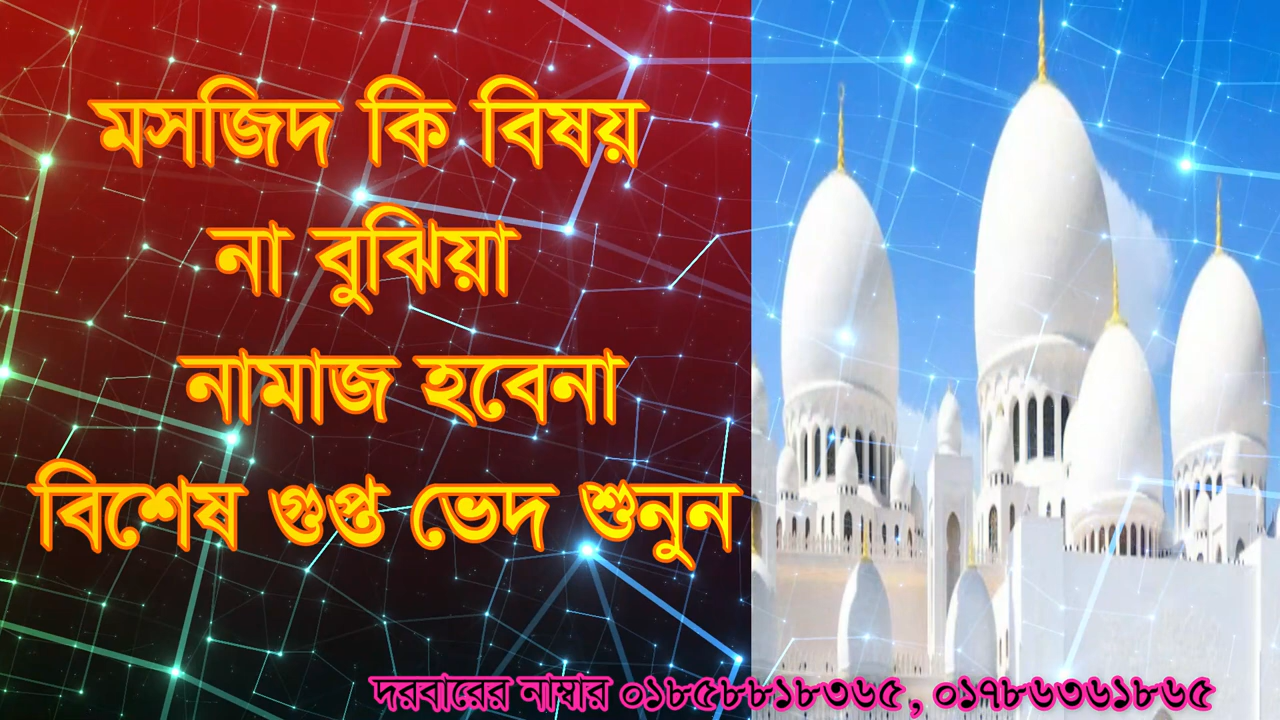 মসজিদ কি বিষয়
না বুঝিয়া
নামাজ হবেনা
বিশেষ গুপ্ত ভেদ শুনুন
দরবারের নাম্বার ০১৮৫৮৮১৮৩৬৫, ০১৭৮৬৩৬১৮৬৫